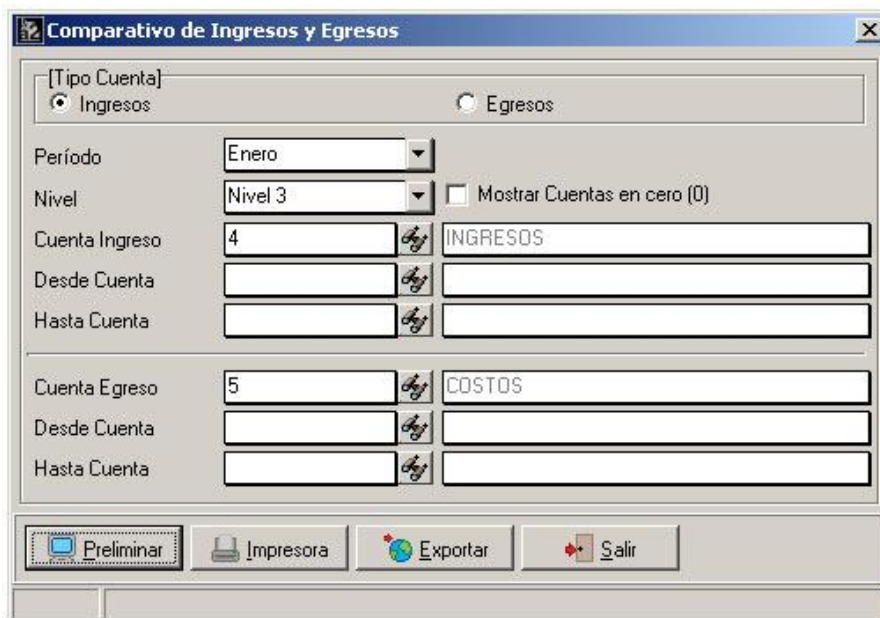 Comparativo de Ingresos y Egresos
[Tipo Cuenta]
Ingresos Egresos
Período Enero
Nivel Nivel 3 Mostrar Cuentas en cero (0)
Cuenta Ingreso 4 INGRESOS
Desde Cuenta
Hasta Cuenta
Cuenta Egreso 5 COSTOS
Desde Cuenta
Hasta Cuenta
Preliminar Impresora Exportar Salir